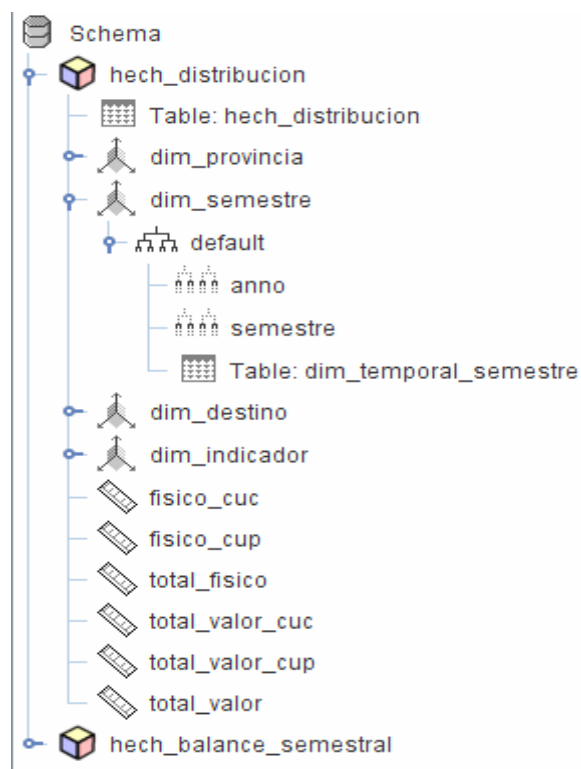 Schema
hech_distribucion
Table: hech_distribucion
dim_provincia
dim_semestre
default
anno
semestre
Table: dim_temporal_semestre
dim_destino
dim_indicador
fisico_cuc
fisico_cup
total_fisico
total_valor_cuc
total_valor_cup
total_valor
hech_balance_semestral